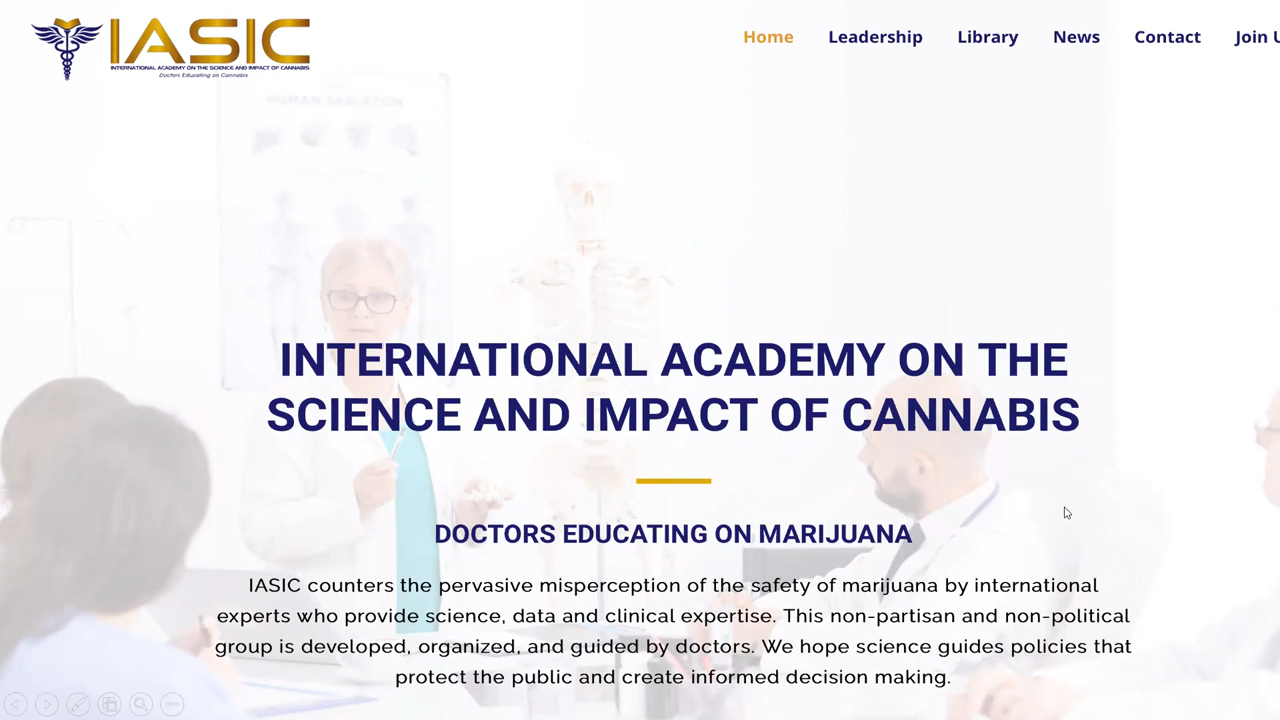 IASIC
INTERNATIONAL ACADEMY ON THE SCIENCE AND IMPACT OF CANNABIS
Doctors Educating on Cannabis
Home Leadership Library News Contact Join U
HUMAN SKELETON
INTERNATIONAL ACADEMY ON THE
SCIENCE AND IMPACT OF CANNABIS
DOCTORS EDUCATING ON MARIJUANA
IASIC counters the pervasive misperception of the safety of marijuana by international
experts who provide science, data and clinical expertise. This non-partisan and non-political
group is developed, organized, and guided by doctors. We hope science guides policies that
protect the public and create informed decision making.